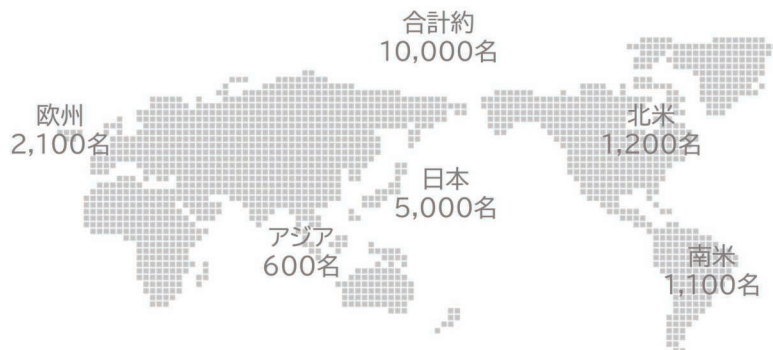 合計約
10,000名
欧州
2,100名
北米
1,200名
日本
5,000名
アジア
600名
南米
1,100名